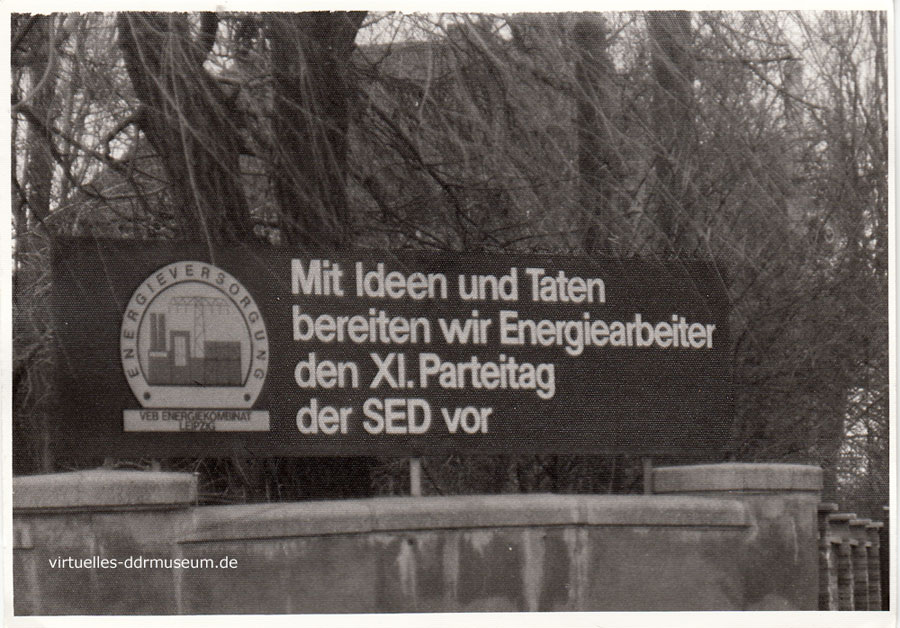 ENERGIEVERSORGUNG
VEB ENERGIEKOMBINAT
LEIPZIG
Mit Ideen und Taten
bereiten wir Energiearbeiter
den XI. Parteitag
der SED vor
virtuelles-ddrmuseum.de